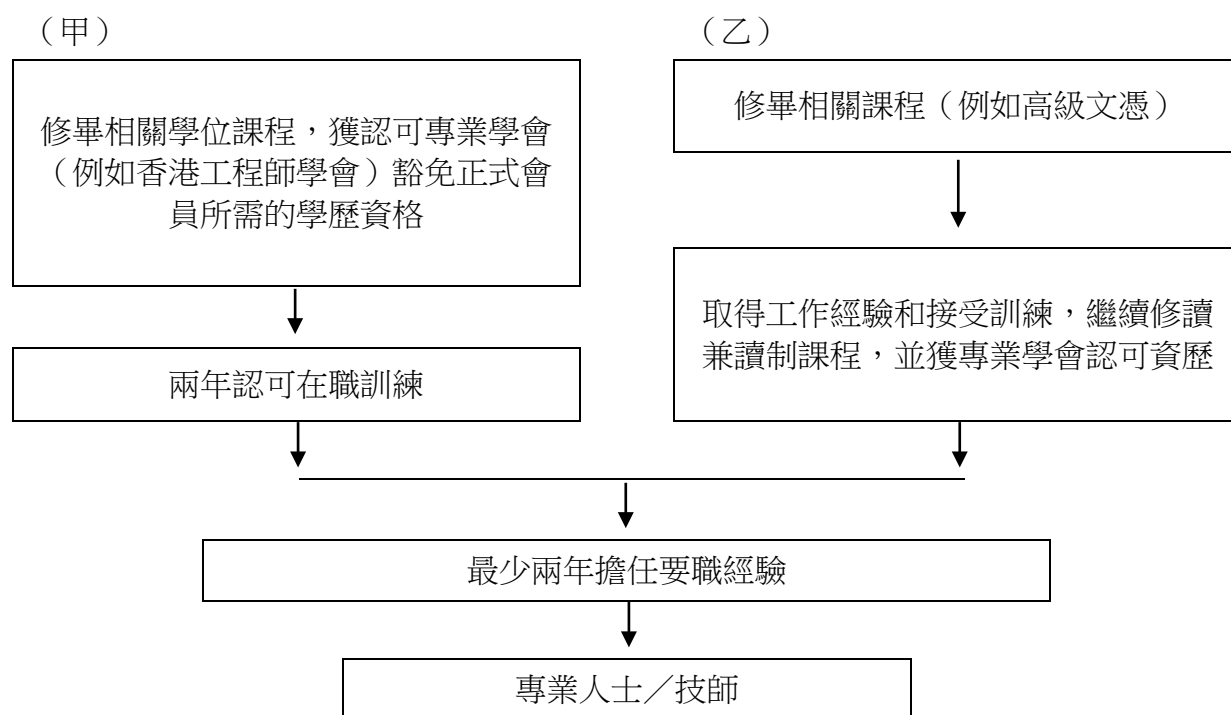 （甲）
修畢相關學位課程，獲認可專業學會
（例如香港工程師學會）豁免正式會
員所需的學歷資格
兩年認可在職訓練
（乙）
修畢相關課程（例如高級文憑）
取得工作經驗和接受訓練，繼續修讀
兼讀制課程，並獲專業學會認可資歷
最少兩年擔任要職經驗
專業人士／技師